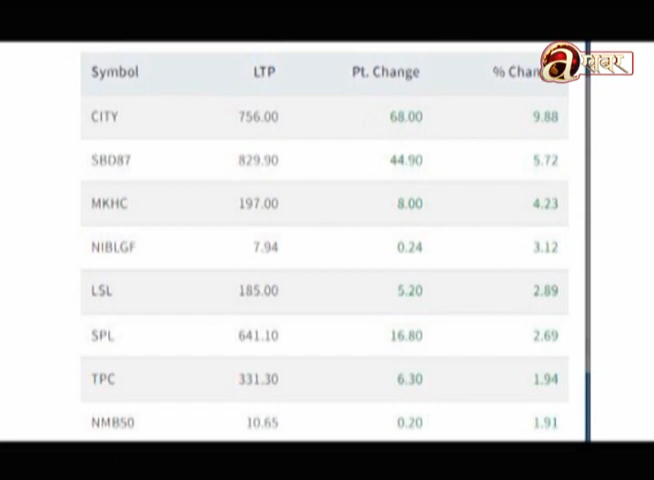 Symbol LTP Pt. Change % Chan
CITY 756.00 68.00 9.88
SBD87 829.90 44.90 5.72
MKHC 197.00 8.00 4.23
NIBLGF 7.94 0.24 3.12
LSL 185.00 5.20 2.89
SPL 641.10 16.80 2.69
TPC 331.30 6.30 1.94
NMB50 10.65 0.20 1.91
a खबर